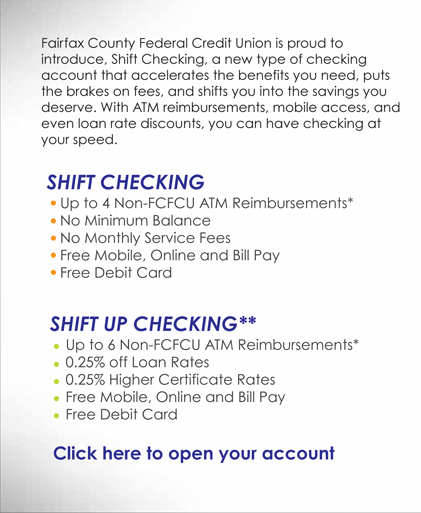 Fairfax County Federal Credit Union is proud to
introduce, Shift Checking, a new type of checking
account that accelerates the benefits you need, puts
the brakes on fees, and shifts you into the savings you
deserve. With ATM reimbursements, mobile access, and
even loan rate discounts, you can have checking at
your speed.
SHIFT CHECKING
• Up to 4 Non-FCFCU ATM Reimbursements*
• No Minimum Balance
• No Monthly Service Fees
• Free Mobile, Online and Bill Pay
• Free Debit Card
SHIFT UP CHECKING**
• Up to 6 Non-FCFCU ATM Reimbursements*
• 0.25% off Loan Rates
• 0.25% Higher Certificate Rates
• Free Mobile, Online and Bill Pay
• Free Debit Card
Click here to open your account